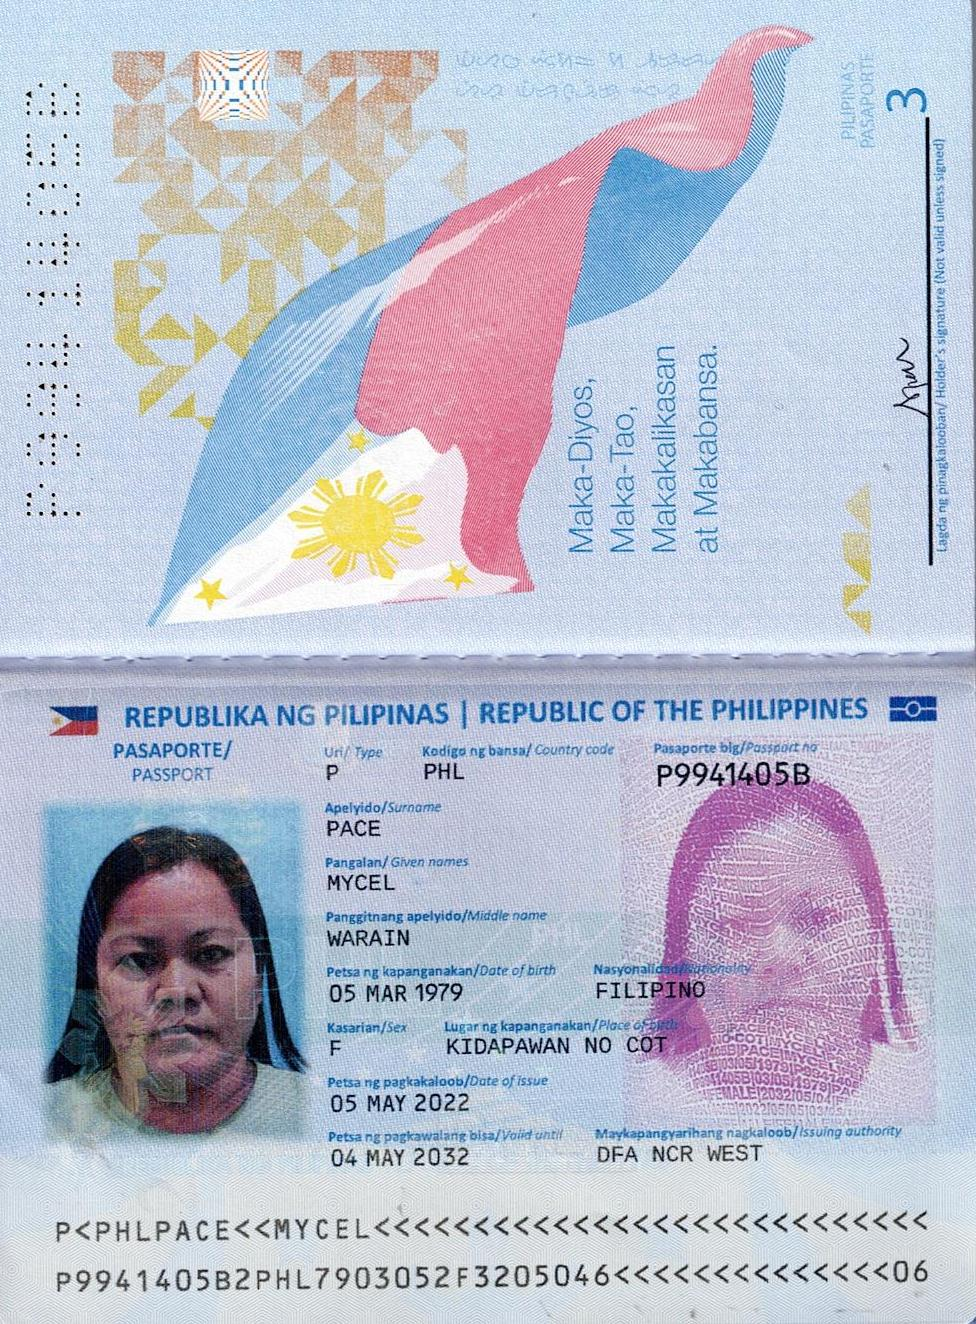 P9941405B
PILIPINAS
PASAPORTE
3
Maka-Diyos,
Maka-Tao,
Makakalikasan
at Makabansa.
Lagda ng pinagkalooban/ Holder's signature (Not valid unless signed)
REPUBLIKA NG PILIPINAS | REPUBLIC OF THE PHILIPPINES
PASAPORTE/
PASSPORT
Uri/ Type
Kodigo ng bansa/ Country code
Pasaporte blg/Passport no
P
PHL
P9941405B
Apelyido/Surname
PACE
Pangalan/ Given names
MYCEL
Panggitnang apelyido/Middle name
WARAIN
Petsa ng kapanganakan/Date of birth
Nasyonalidad/Nationality
05 MAR 1979
FILIPINO
Kasarian/Sex
Lugar ng kapanganakan/Place of birth
F
KIDAPAWAN NO COT
Petsa ng pagkakaloob/Date of issue
05 MAY 2022
Petsa ng pagkawalang bisa/Valid until
Maykapangyarihang nagkaloob/Issuing authority
04 MAY 2032
DFA NCR WEST
P<PHLPACE<<MYCEL<<<<<<<<<<<<<<<<<<<<<<<<<<<<
P9941405B2PHL7903052F3205046<<<<<<<<<<<<<<06